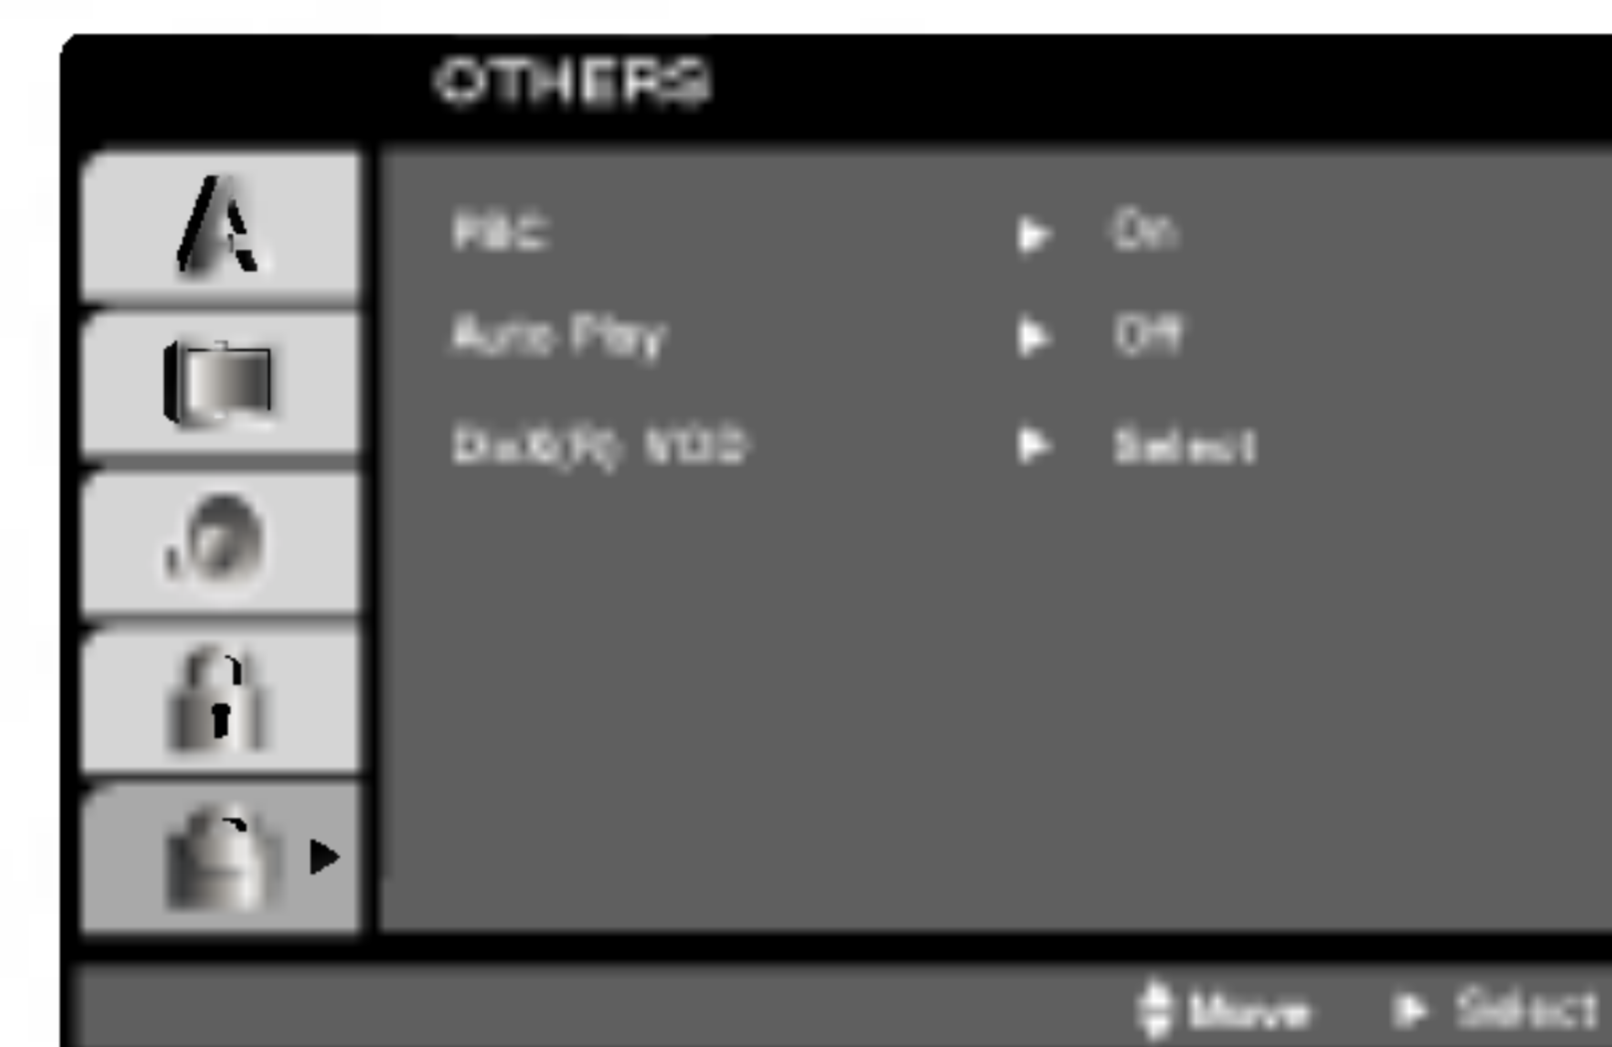 OTHERS
PBC On
Auto Play Off
DivX(R) VOD Select
Move Select